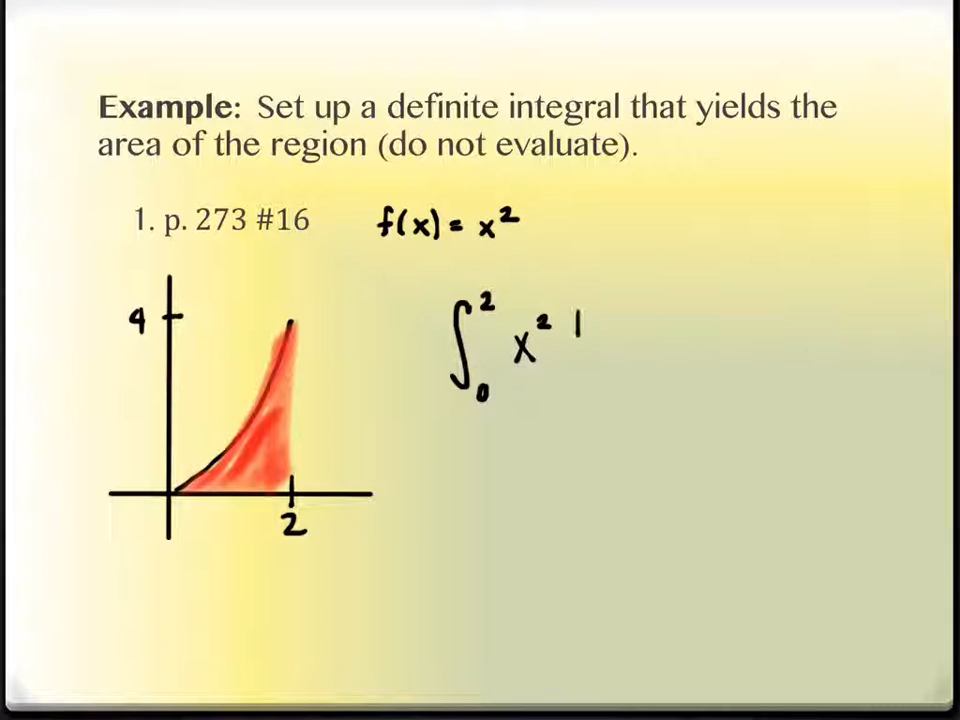 Example: Set up a definite integral that yields the
area of the region (do not evaluate).
1. p. 273 #16 f(x) = x²
4
∫₀² x² |
2